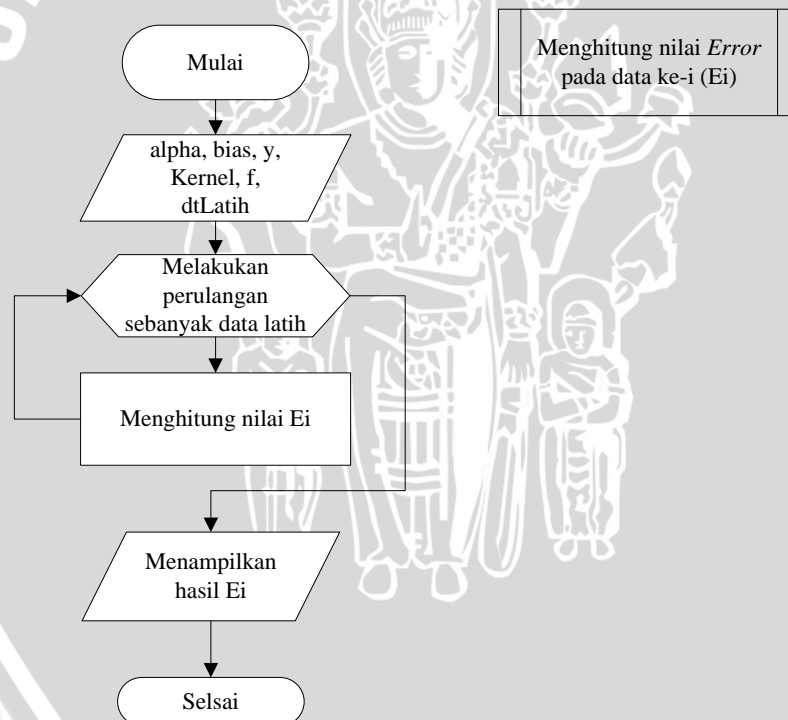 Mulai
Menghitung nilai Error
pada data ke-i (Ei)
alpha, bias, y,
Kernel, f,
dtLatih
Melakukan
perulangan
sebanyak data latih
Menghitung nilai Ei
Menampilkan
hasil Ei
Selsai